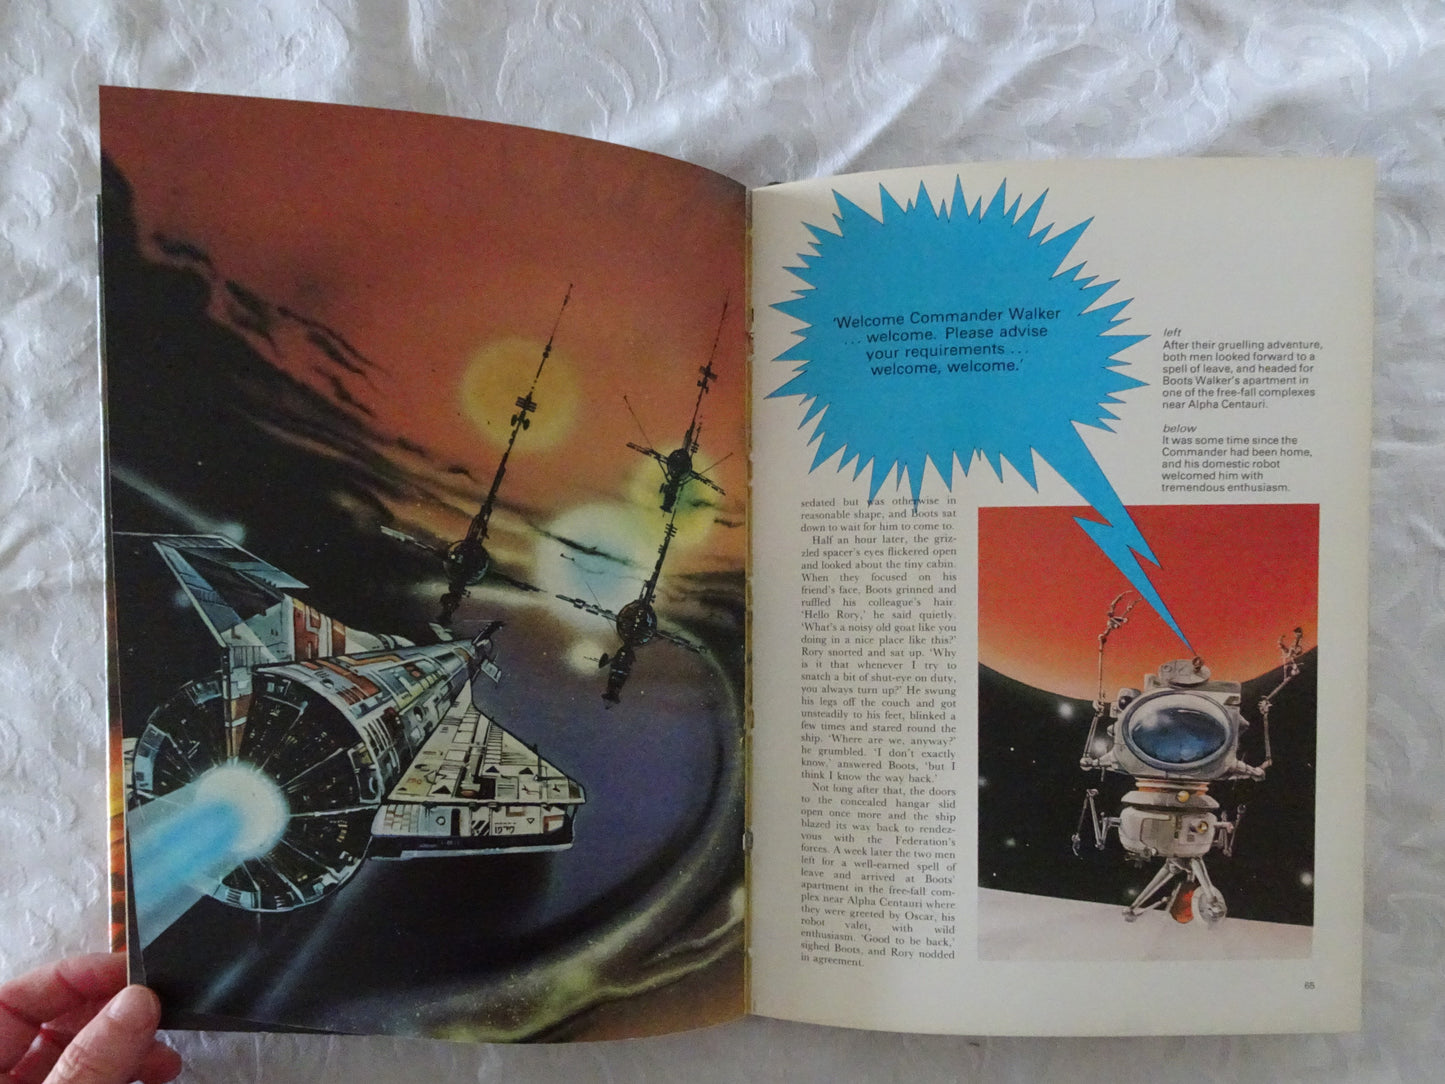 'Welcome Commander Walker
... welcome. Please advise
your requirements ...
welcome, welcome.'
left
After their gruelling adventure,
both men looked forward to a
spell of leave, and headed for
Boots Walker's apartment in
one of the free-fall complexes
near Alpha Centauri.
below
It was some time since the
Commander had been home,
and his domestic robot
welcomed him with
tremendous enthusiasm.
sedated but was otherwise in
reasonable shape, and Boots sat
down to wait for him to come to.
Half an hour later, the griz-
zled spacer's eyes flickered open
and looked about the tiny cabin.
When they focused on his
friend's face, Boots grinned and
ruffled his colleague's hair.
'Hello Rory,' he said quietly.
'What's a noisy old goat like you
doing in a nice place like this?'
Rory snorted and sat up. 'Why
is it that whenever I try to
snatch a bit of shut-eye on duty,
you always turn up?' He swung
his legs off the couch and got
unsteadily to his feet, blinked a
few times and stared round the
ship. 'Where are we, anyway?'
he grumbled. 'I don't exactly
know,' answered Boots, 'but I
think I know the way back.'
Not long after that, the doors
to the concealed hangar slid
open once more and the ship
blazed its way back to rendez-
vous with the Federation's
forces. A week later the two men
left for a well-earned spell of
leave and arrived at Boots'
apartment in the free-fall com-
plex near Alpha Centauri where
they were greeted by Oscar, his
robot valet, with wild
enthusiasm. 'Good to be back,'
sighed Boots, and Rory nodded
in agreement.
65